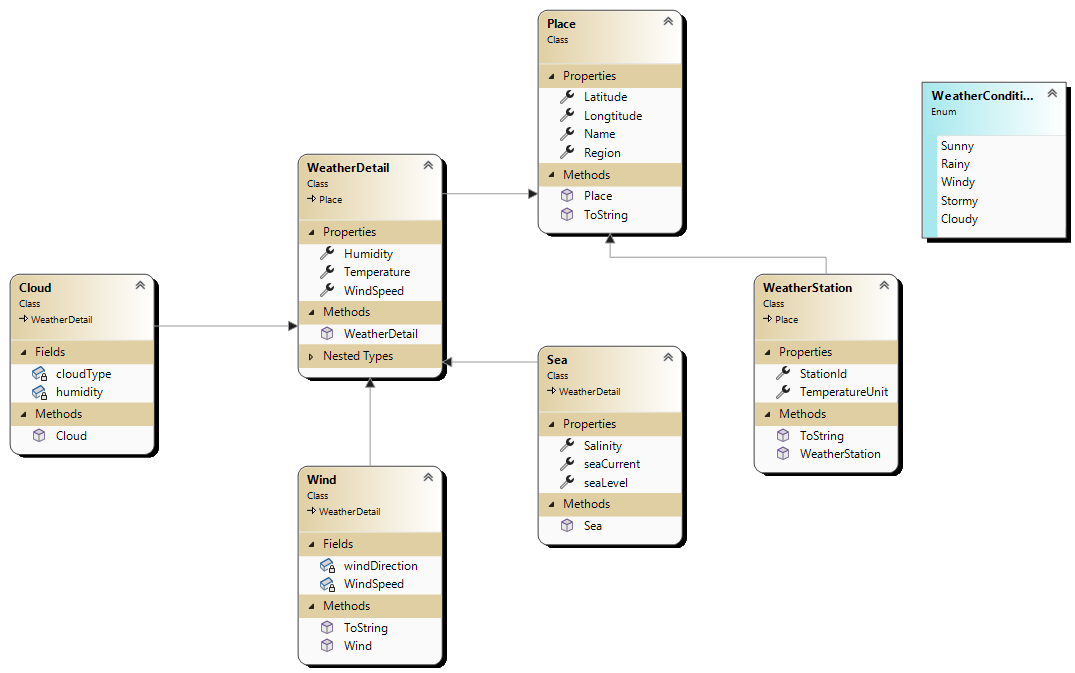 Place
Class
Properties
Latitude
Longtitude
Name
Region
Methods
Place
ToString
WeatherConditi...
Enum
Sunny
Rainy
Windy
Stormy
Cloudy
WeatherDetail
Class
Place
Properties
Humidity
Temperature
WindSpeed
Methods
WeatherDetail
Nested Types
Cloud
Class
WeatherDetail
Fields
cloudType
humidity
Methods
Cloud
WeatherStation
Class
Place
Properties
StationId
TemperatureUnit
Methods
ToString
WeatherStation
Sea
Class
WeatherDetail
Properties
Salinity
seaCurrent
seaLevel
Methods
Sea
Wind
Class
WeatherDetail
Fields
windDirection
WindSpeed
Methods
ToString
Wind